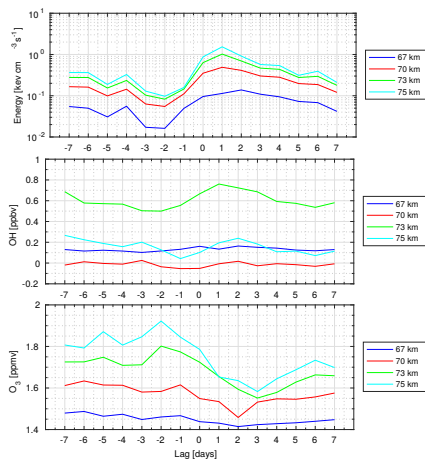 Energy [kev cm⁻³ s⁻¹]
10¹
10⁰
10⁻¹
10⁻²
-7 -6 -5 -4 -3 -2 -1 0 1 2 3 4 5 6 7
67 km
70 km
73 km
75 km
OH [ppbv]
1
0.8
0.6
0.4
0.2
0
-0.2
-7 -6 -5 -4 -3 -2 -1 0 1 2 3 4 5 6 7
67 km
70 km
73 km
75 km
O₃ [ppmv]
2
1.8
1.6
1.4
-7 -6 -5 -4 -3 -2 -1 0 1 2 3 4 5 6 7
67 km
70 km
73 km
75 km
Lag [days]